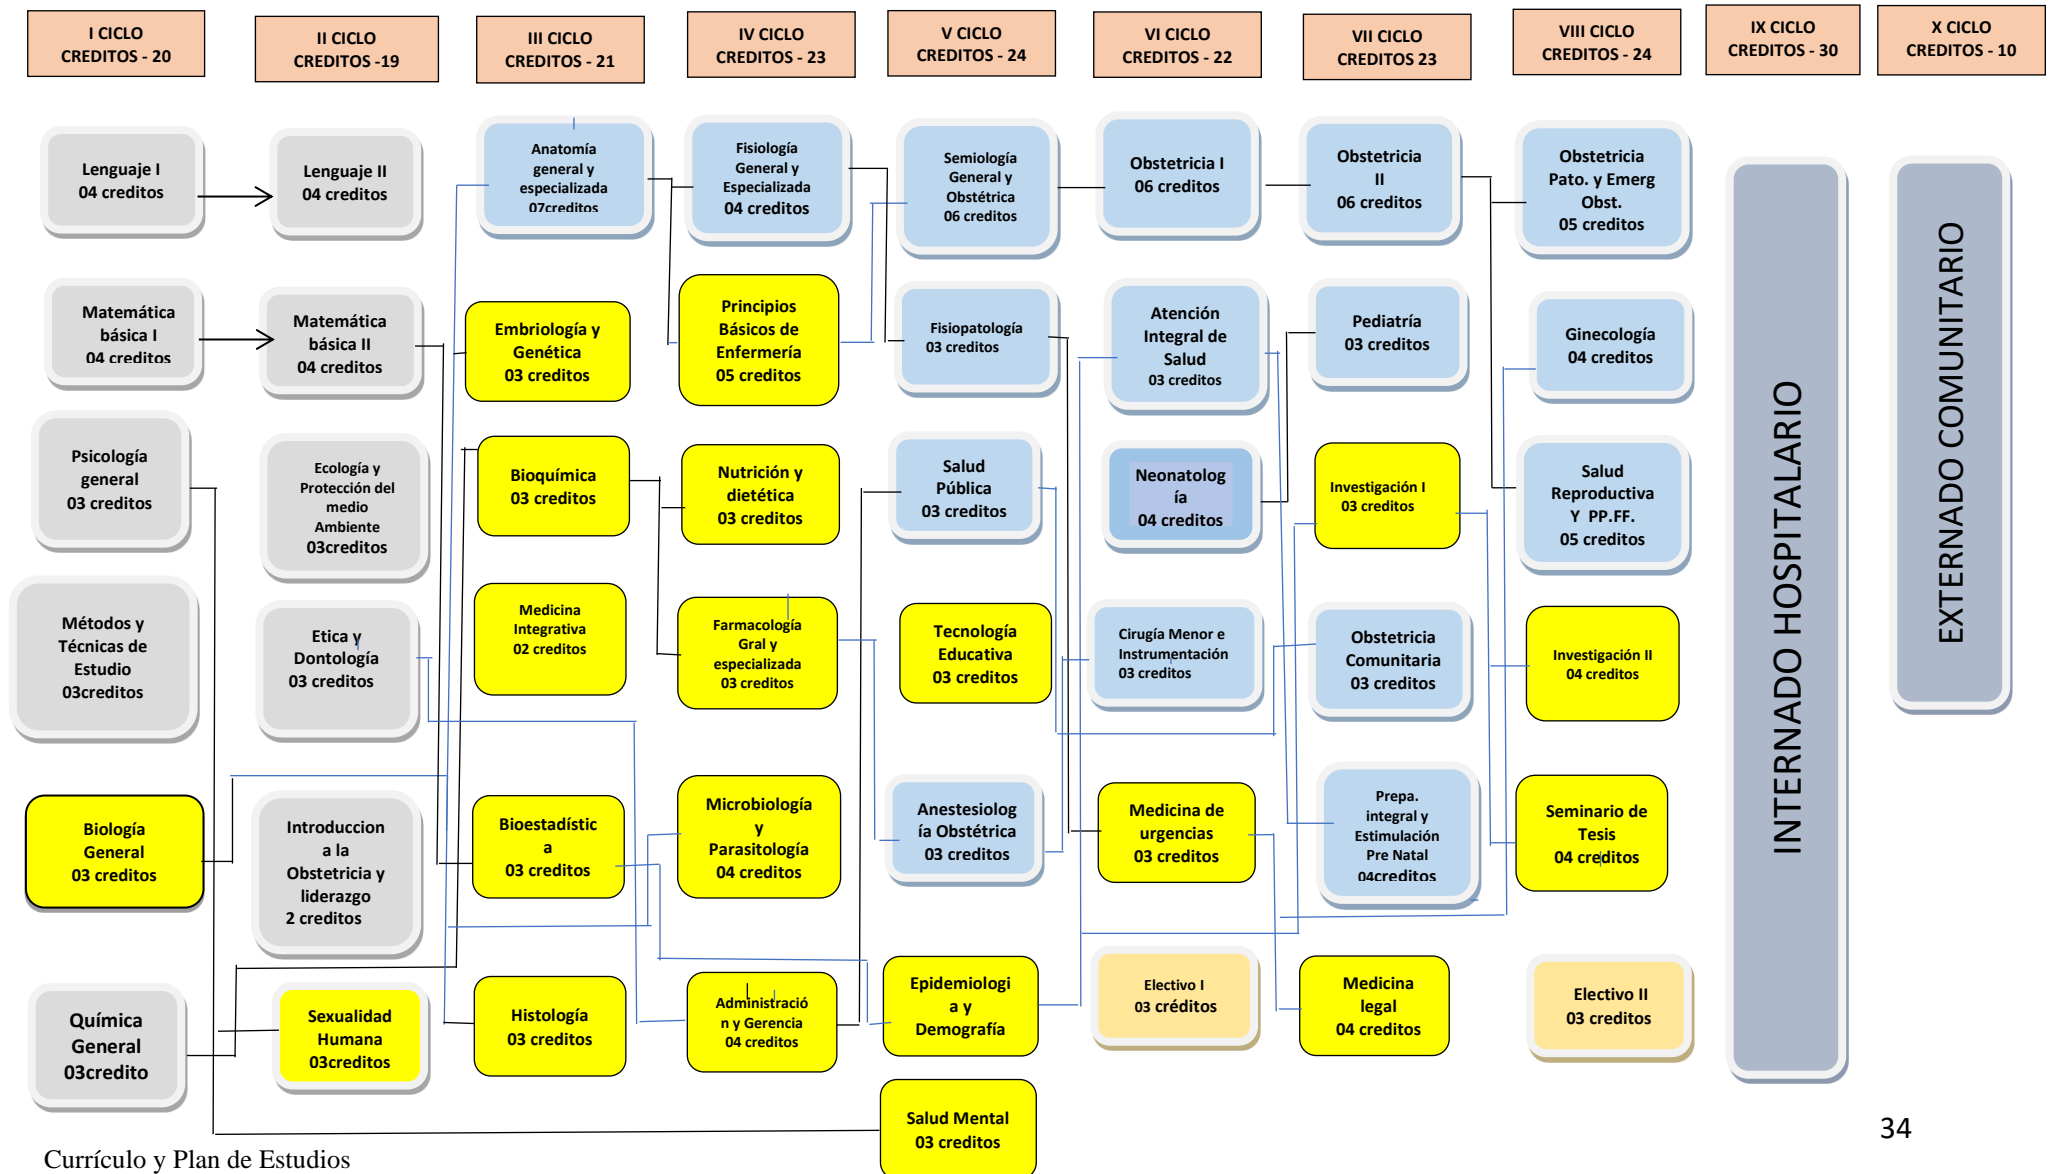 I CICLO
CREDITOS - 20
II CICLO
CREDITOS -19
III CICLO
CREDITOS - 21
IV CICLO
CREDITOS - 23
V CICLO
CREDITOS - 24
VI CICLO
CREDITOS - 22
VII CICLO
CREDITOS 23
VIII CICLO
CREDITOS - 24
IX CICLO
CREDITOS - 30
X CICLO
CREDITOS - 10
Lenguaje I
04 creditos
Matemática
básica I
04 creditos
Psicología
general
03 creditos
Métodos y
Técnicas de
Estudio
03creditos
Biología
General
03 creditos
Química
General
03credito
Lenguaje II
04 creditos
Matemática
básica II
04 creditos
Ecología y
Protección del
medio
Ambiente
03creditos
Etica y
Dontología
03 creditos
Introduccion
a la
Obstetricia y
liderazgo
2 creditos
Sexualidad
Humana
03creditos
Anatomía
general y
especializada
07creditos
Embriología y
Genética
03 creditos
Bioquímica
03 creditos
Medicina
Integrativa
02 creditos
Bioestadístic
a
03 creditos
Histología
03 creditos
Fisiología
General y
Especializada
04 creditos
Principios
Básicos de
Enfermería
05 creditos
Nutrición y
dietética
03 creditos
Farmacología
Gral y
especializada
03 creditos
Microbiología
y
Parasitología
04 creditos
Administració
n y Gerencia
04 creditos
Semiología
General y
Obstétrica
06 creditos
Fisiopatología
03 creditos
Salud
Pública
03 creditos
Tecnología
Educativa
03 creditos
Anestesiolog
ía Obstétrica
03 creditos
Epidemiologi
a y
Demografía
Salud Mental
03 creditos
Obstetricia I
06 creditos
Atención
Integral de
Salud
03 creditos
Neonatolog
ía
04 creditos
Cirugía Menor e
Instrumentación
03 creditos
Medicina de
urgencias
03 creditos
Electivo I
03 créditos
Obstetricia
II
06 creditos
Pediatría
03 creditos
Investigación I
03 creditos
Obstetricia
Comunitaria
03 creditos
Prepa.
integral y
Estimulación
Pre Natal
04creditos
Medicina
legal
04 creditos
Obstetricia
Pato. y Emerg
Obst.
05 creditos
Ginecología
04 creditos
Salud
Reproductiva
Y PP.FF.
05 creditos
Investigación II
04 creditos
Seminario de
Tesis
04 creditos
Electivo II
03 creditos
INTERNADO HOSPITALARIO
EXTERNADO COMUNITARIO
34
Currículo y Plan de Estudios